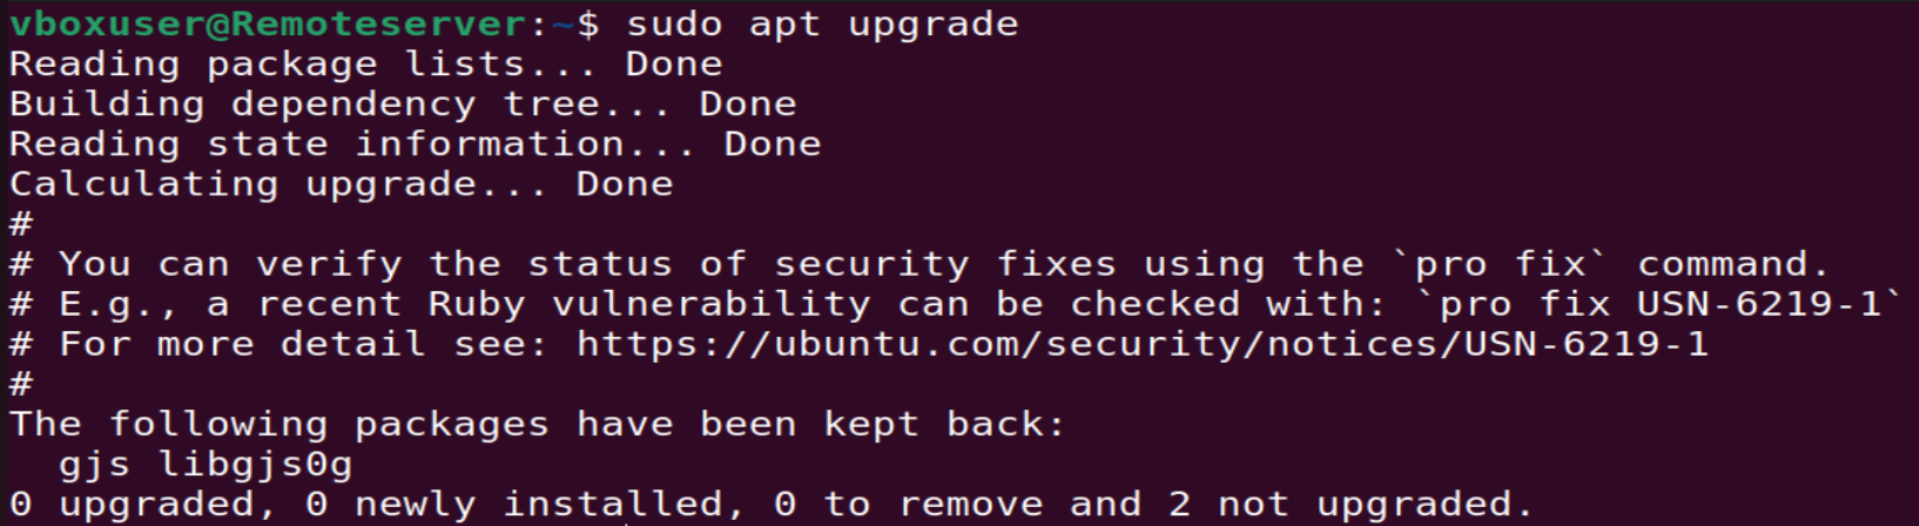 vboxuser@Remoteserver:~$ sudo apt upgrade
Reading package lists... Done
Building dependency tree... Done
Reading state information... Done
Calculating upgrade... Done
#
# You can verify the status of security fixes using the `pro fix` command.
# E.g., a recent Ruby vulnerability can be checked with: `pro fix USN-6219-1`
# For more detail see: https://ubuntu.com/security/notices/USN-6219-1
#
The following packages have been kept back:
  gjs libgjs0g
0 upgraded, 0 newly installed, 0 to remove and 2 not upgraded.